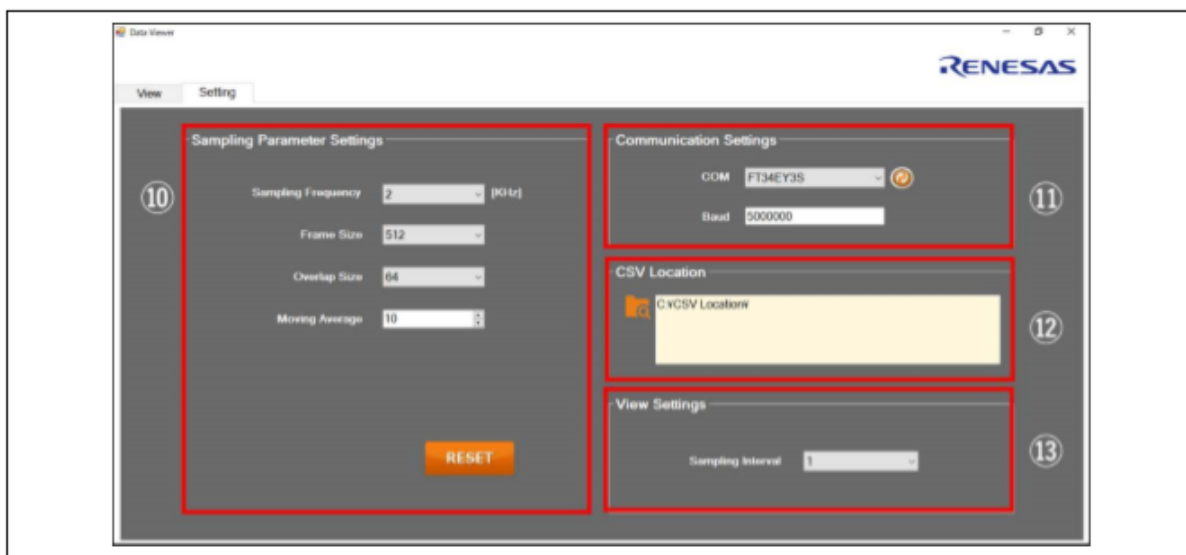 Data Viewer
RENESAS
View Setting
⑩
Sampling Parameter Settings
Sampling Frequency 2 [KHz]
Frame Size 512
Overlap Size 64
Moving Average 10
RESET
Communication Settings
COM FT34EY3S
Baud 5000000
⑪
CSV Location
C:¥CSV Location¥
⑫
View Settings
Sampling Interval 1
⑬